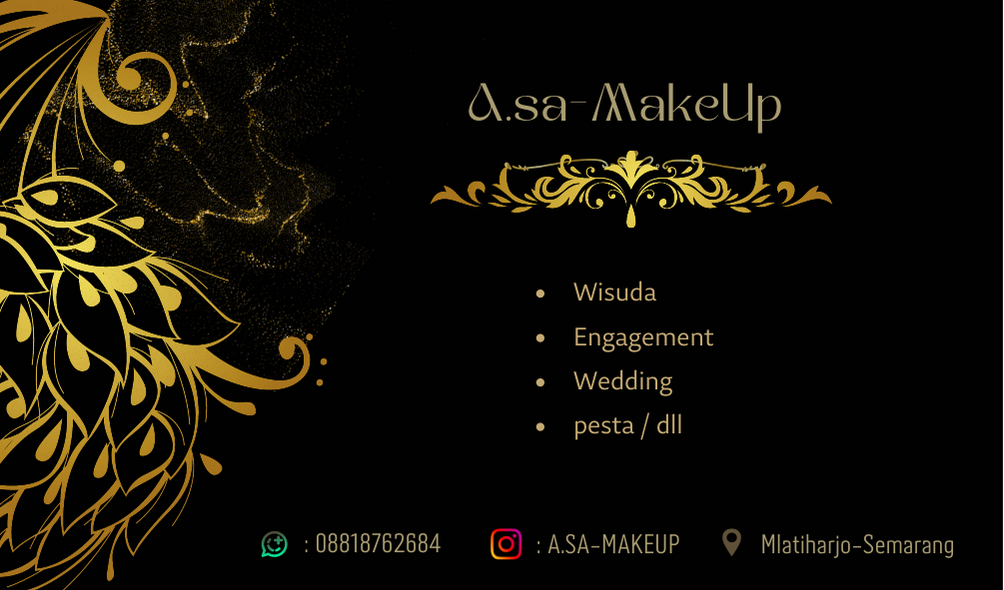 A.sa-MakeUp
• Wisuda
• Engagement
• Wedding
• pesta / dll
: 08818762684 : A.SA-MAKEUP Mlatiharjo-Semarang